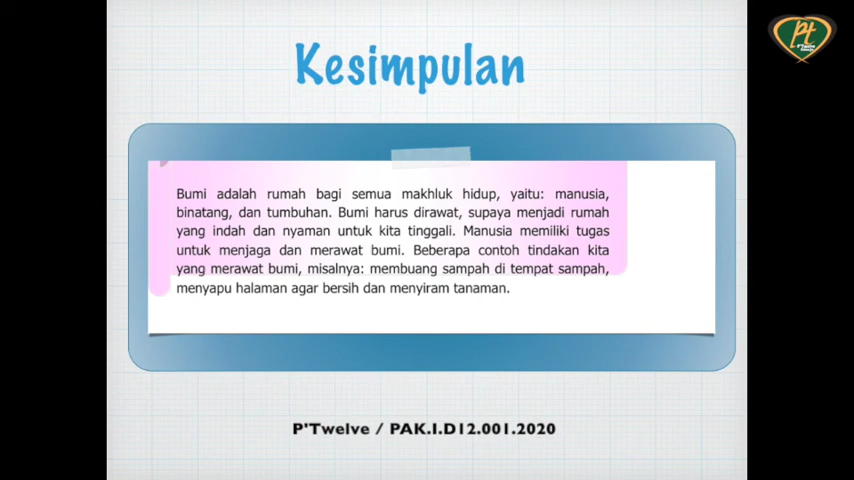 Kesimpulan
pt
P'Twelve
Bumi adalah rumah bagi semua makhluk hidup, yaitu: manusia,
binatang, dan tumbuhan. Bumi harus dirawat, supaya menjadi rumah
yang indah dan nyaman untuk kita tinggali. Manusia memiliki tugas
untuk menjaga dan merawat bumi. Beberapa contoh tindakan kita
yang merawat bumi, misalnya: membuang sampah di tempat sampah,
menyapu halaman agar bersih dan menyiram tanaman.
P'Twelve / PAK.I.D12.001.2020